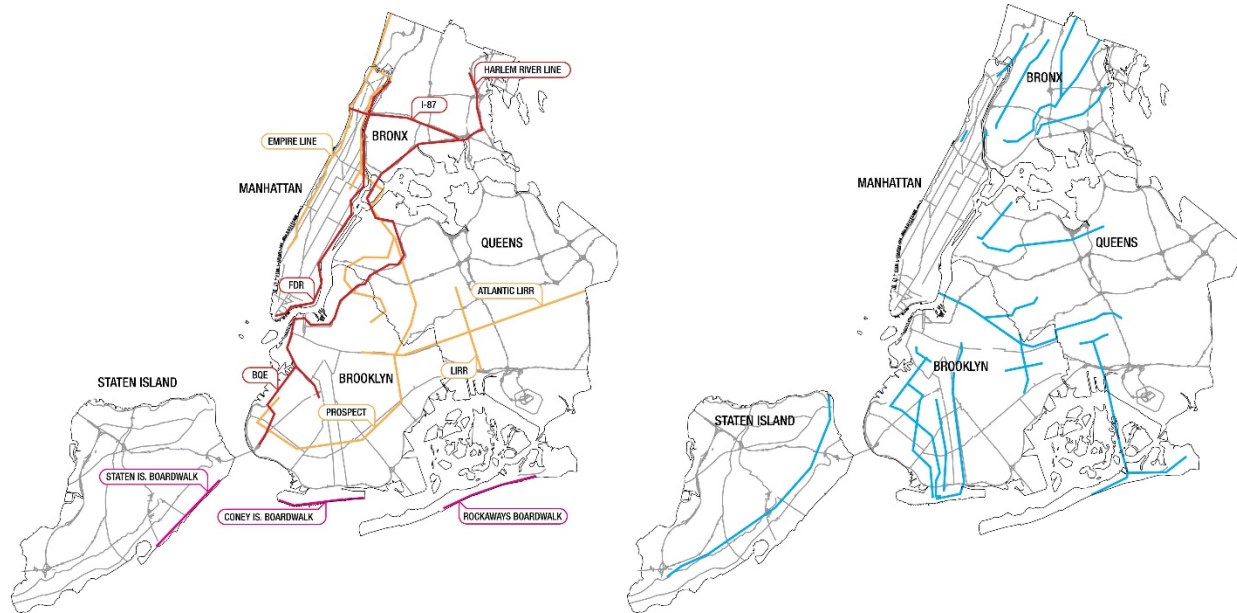 HARLEM RIVER LINE
I-87
BRONX
EMPIRE LINE
MANHATTAN
QUEENS
FDR
ATLANTIC LIRR
BQE
BROOKLYN
LIRR
STATEN ISLAND
PROSPECT
STATEN IS. BOARDWALK
CONEY IS. BOARDWALK
ROCKAWAYS BOARDWALK
BRONX
MANHATTAN
QUEENS
BROOKLYN
STATEN ISLAND